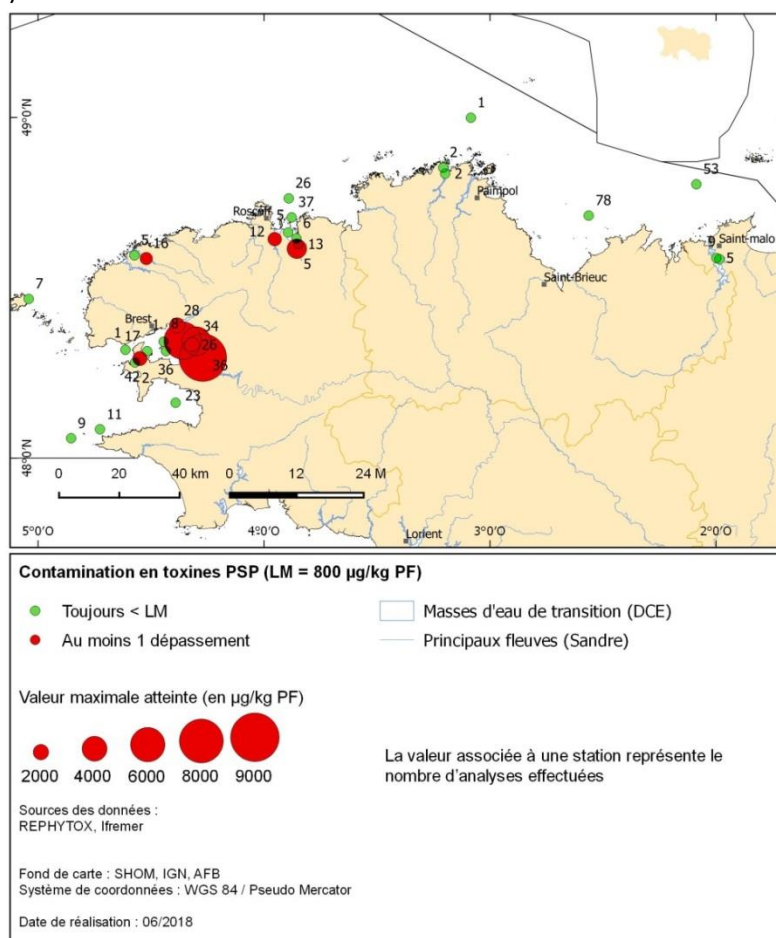 1
49°0'N
2
2
Paimpol
53
26
37
Roscoff
5
6
12
13
5
78
9
Saint-malo
5
5
16
Saint-Brieuc
7
28
Brest
1
8
34
1
17
26
36
36
42
2
23
11
9
48°0'N
0 20 40 km
0 12 24 M
Lorient
5°0 4°0 3°0 2°0
Contamination en toxines PSP (LM = 800 µg/kg PF)
Toujours < LM
Masses d'eau de transition (DCE)
Au moins 1 dépassement
Principaux fleuves (Sandre)
Valeur maximale atteinte (en µg/kg PF)
2000 4000 6000 8000 9000
La valeur associée à une station représente le
nombre d'analyses effectuées
Sources des données :
REPHYTOX, Ifremer
Fond de carte : SHOM, IGN, AFB
Système de coordonnées : WGS 84 / Pseudo Mercator
Date de réalisation : 06/2018